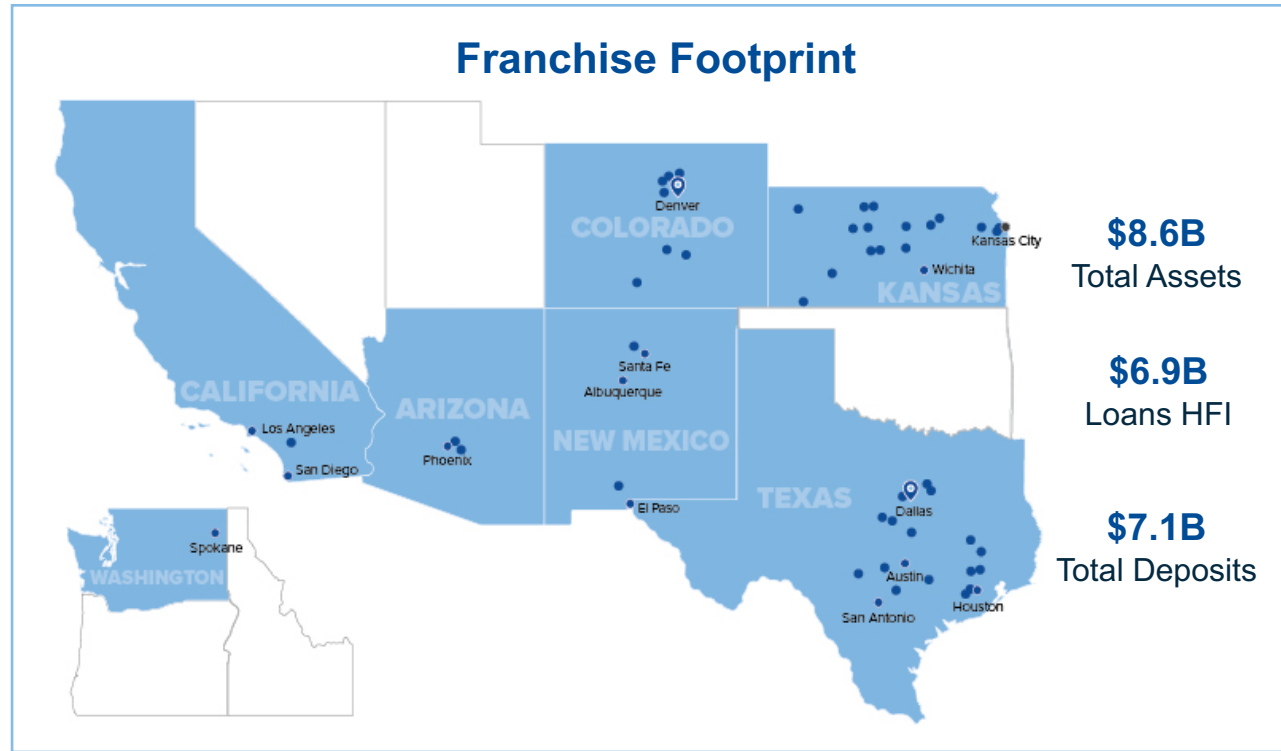 Franchise Footprint
Denver
COLORADO
Kansas City
Wichita
KANSAS
$8.6B
Total Assets
Santa Fe
Albuquerque
CALIFORNIA
ARIZONA
NEW MEXICO
$6.9B
Loans HFI
Los Angeles
San Diego
Phoenix
TEXAS
El Paso
Dallas
$7.1B
Total Deposits
Spokane
WASHINGTON
Austin
San Antonio
Houston